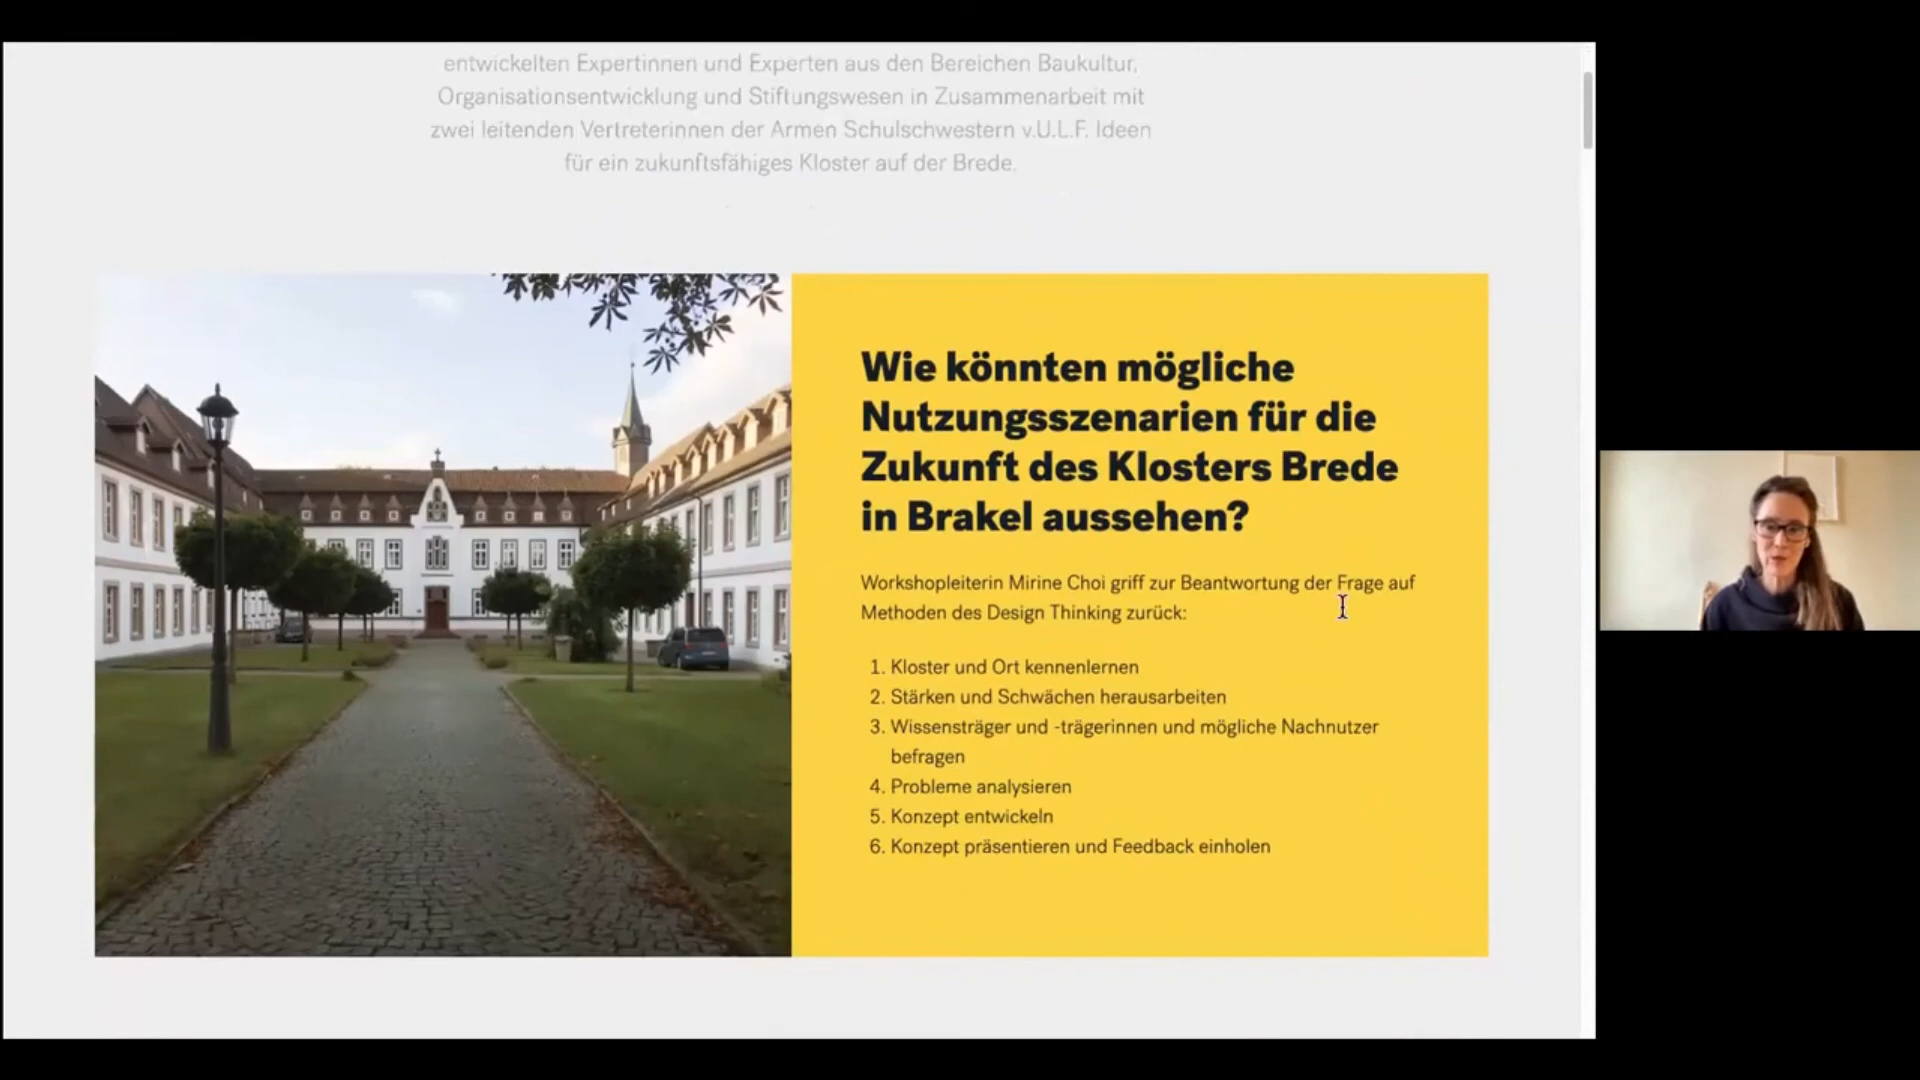 entwickelten Expertinnen und Experten aus den Bereichen Baukultur,
Organisationsentwicklung und Stiftungswesen in Zusammenarbeit mit
zwei leitenden Vertreterinnen der Armen Schulschwestern v.U.L.F. Ideen
für ein zukunftsfähiges Kloster auf der Brede.
Wie könnten mögliche
Nutzungsszenarien für die
Zukunft des Klosters Brede
in Brakel aussehen?
Workshopleiterin Mirine Choi griff zur Beantwortung der Frage auf
Methoden des Design Thinking zurück:
1. Kloster und Ort kennenlernen
2. Stärken und Schwächen herausarbeiten
3. Wissensträger und -trägerinnen und mögliche Nachnutzer
befragen
4. Probleme analysieren
5. Konzept entwickeln
6. Konzept präsentieren und Feedback einholen